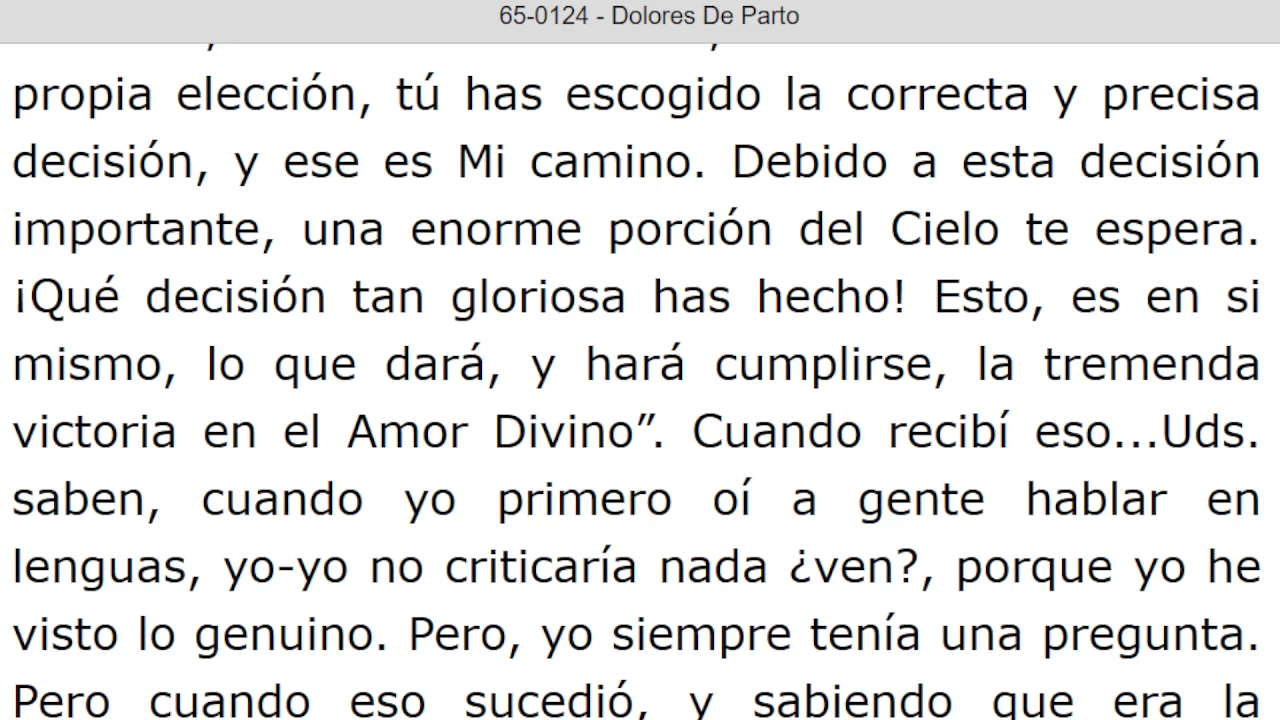 65-0124 - Dolores De Parto
propia elección, tú has escogido la correcta y precisa
decisión, y ese es Mi camino. Debido a esta decisión
importante, una enorme porción del Cielo te espera.
¡Qué decisión tan gloriosa has hecho! Esto, es en si
mismo, lo que dará, y hará cumplirse, la tremenda
victoria en el Amor Divino”. Cuando recibí eso...Uds.
saben, cuando yo primero oí a gente hablar en
lenguas, yo-yo no criticaría nada ¿ven?, porque yo he
visto lo genuino. Pero, yo siempre tenía una pregunta.
Pero cuando eso sucedió, y sabiendo que era la